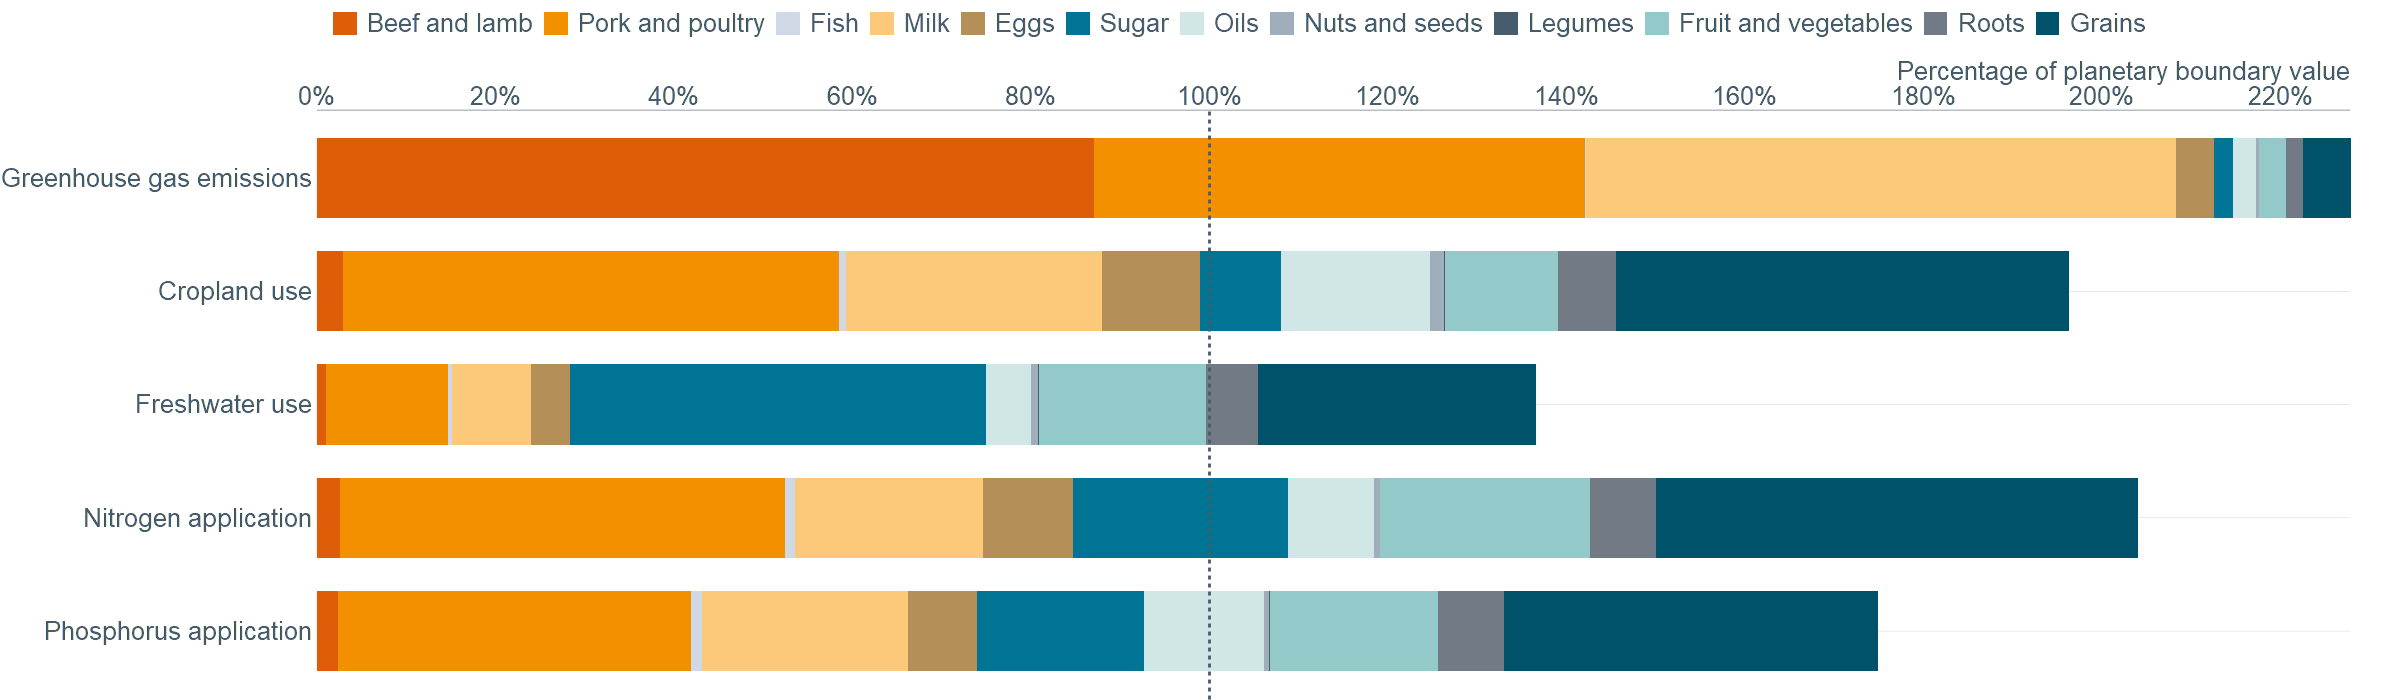 Beef and lamb Pork and poultry Fish Milk Eggs Sugar Oils Nuts and seeds Legumes Fruit and vegetables Roots Grains
Percentage of planetary boundary value
0% 20% 40% 60% 80% 100% 120% 140% 160% 180% 200% 220%
Greenhouse gas emissions
Cropland use
Freshwater use
Nitrogen application
Phosphorus application